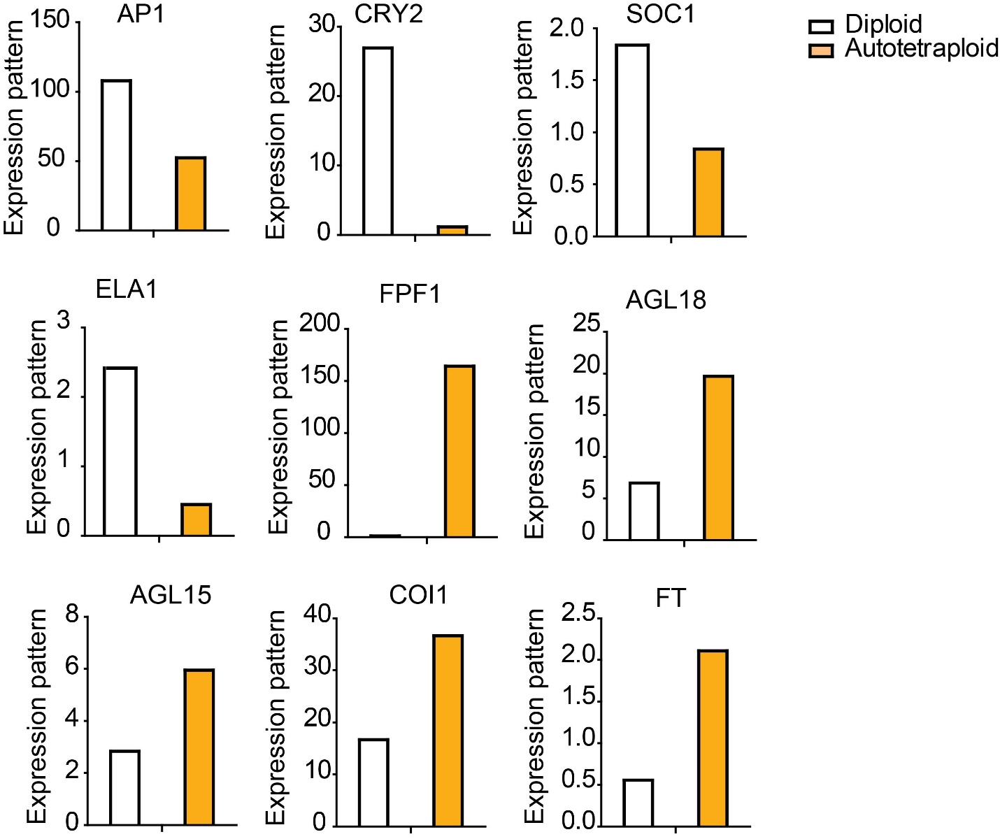 AP1
Expression pattern
150
100
50
0
CRY2
Expression pattern
30
20
10
0
SOC1
Expression pattern
2.0
1.5
1.0
0.5
0.0
Diploid
Autotetraploid
ELA1
Expression pattern
3
2
1
0
FPF1
Expression pattern
200
150
100
50
0
AGL18
Expression pattern
25
20
15
10
5
0
AGL15
Expression pattern
8
6
4
2
0
COI1
Expression pattern
40
30
20
10
0
FT
Expression pattern
2.5
2.0
1.5
1.0
0.5
0.0